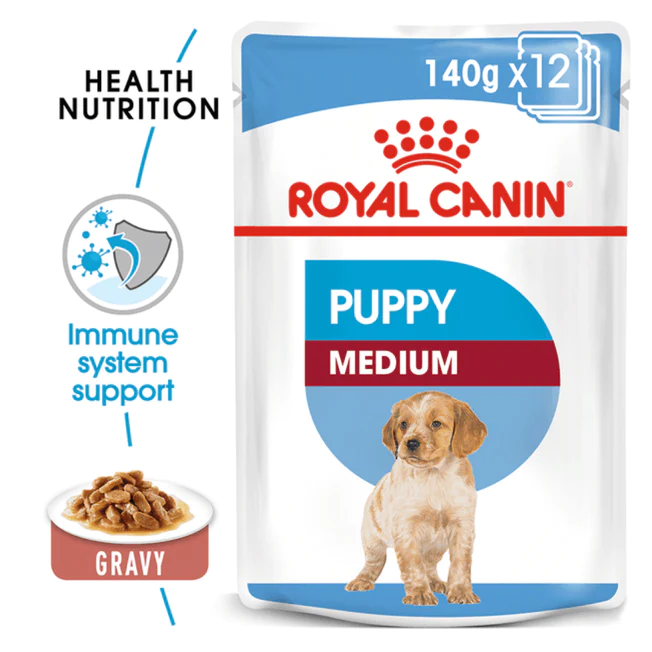 HEALTH
NUTRITION
Immune
system
support
GRAVY
140g x12
ROYAL CANIN®
PUPPY
MEDIUM